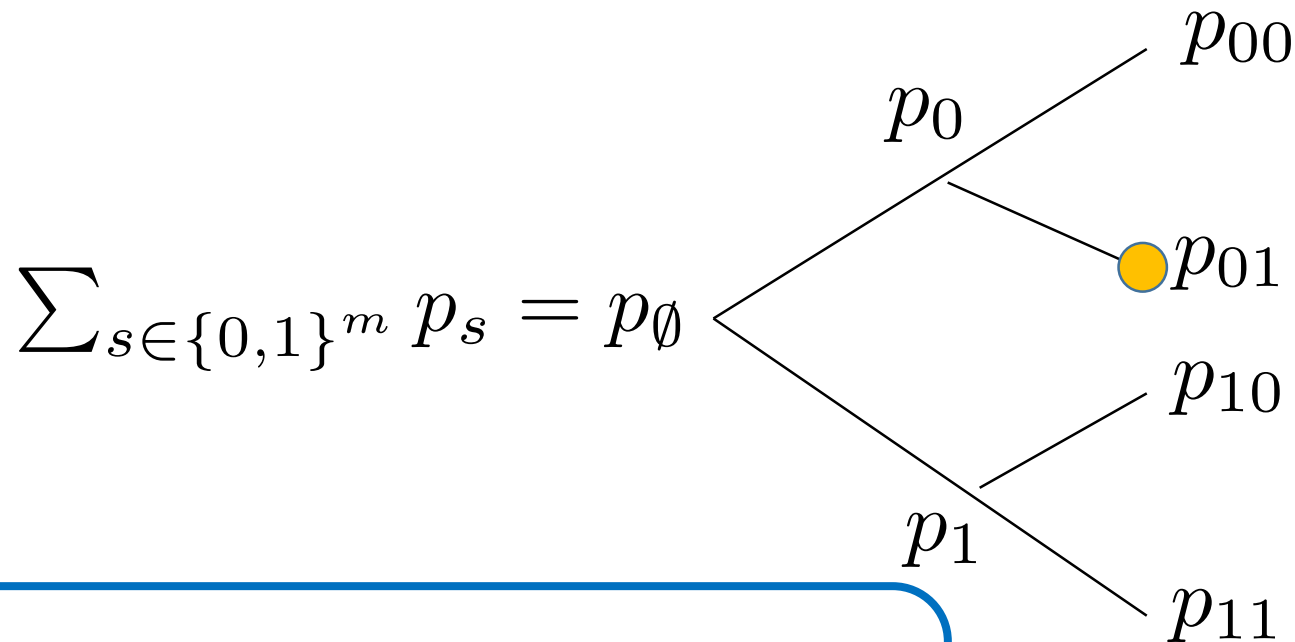 p_{00}
p_0
p_{01}
\sum_{s \in \{0,1\}^m} p_s = p_\emptyset
p_{10}
p_1
p_{11}